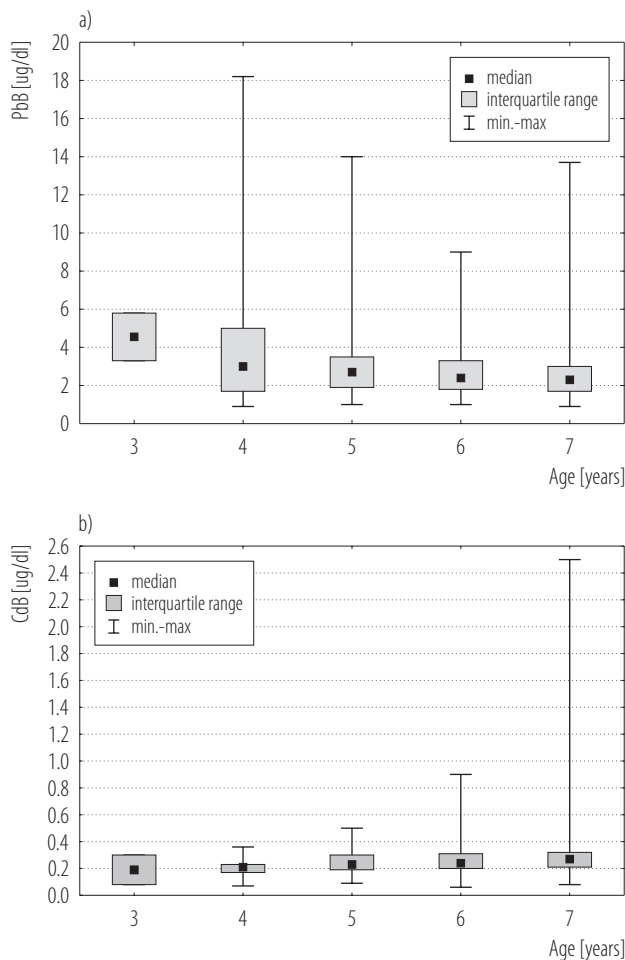 a)
PbB [ug/dl]
20
18
16
14
12
10
8
6
4
2
0
median
interquartile range
min.-max
3 4 5 6 7
Age [years]
b)
CdB [ug/dl]
2.6
2.4
2.2
2.0
1.8
1.6
1.4
1.2
1.0
0.8
0.6
0.4
0.2
0.0
median
interquartile range
min.-max
3 4 5 6 7
Age [years]